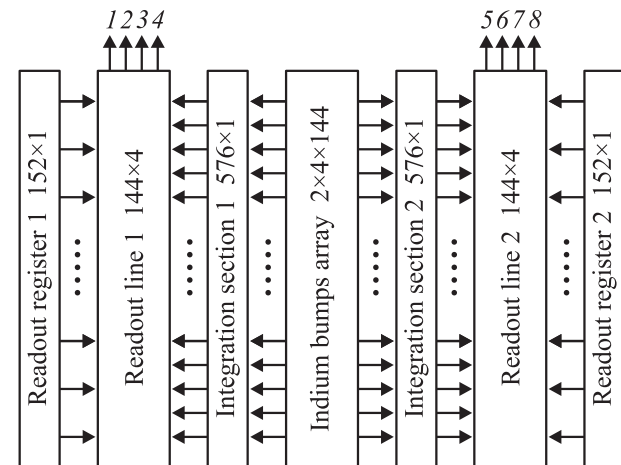 1234
5678
Readout register 1 152×1
Readout line 1 144×4
Integration section 1 576×1
Indium bumps array 2×4×144
Integration section 2 576×1
Readout line 2 144×4
Readout register 2 152×1